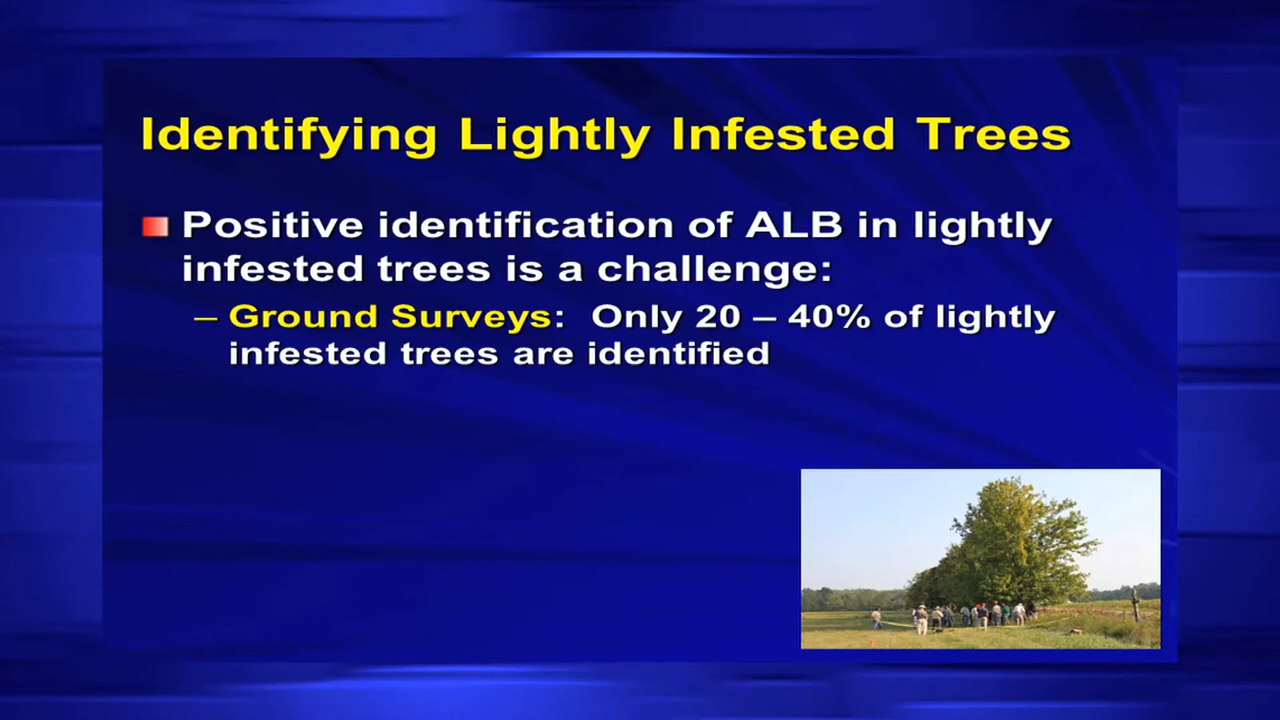 Identifying Lightly Infested Trees
Positive identification of ALB in lightly
infested trees is a challenge:
– Ground Surveys: Only 20 – 40% of lightly
infested trees are identified